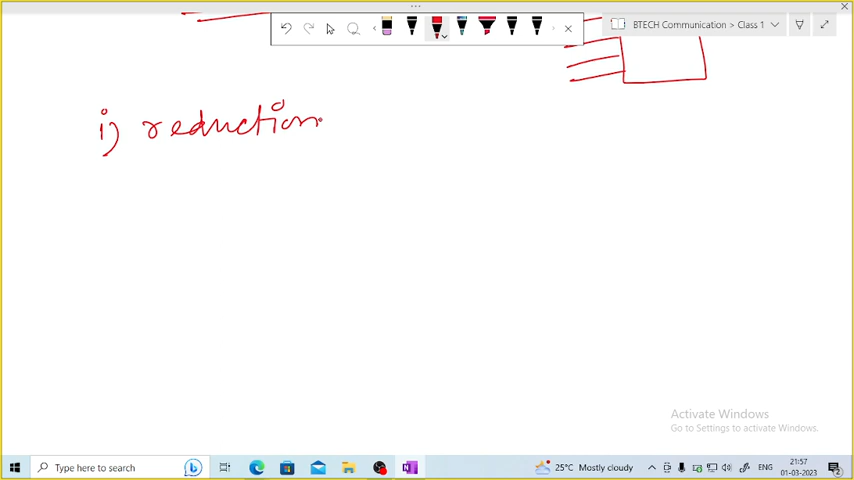 BTECH Communication > Class 1
i) reduction
Activate Windows
Go to Settings to activate Windows.
Type here to search
25°C Mostly cloudy
ENG
21:57
01-03-2023
2